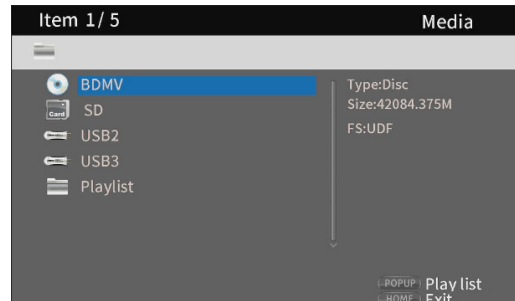 Item 1/ 5
Media
BDMV
Card SD
USB2
USB3
Playlist
Type:Disc
Size:42084.375M
FS:UDF
POPUP Play list
HOME Exit